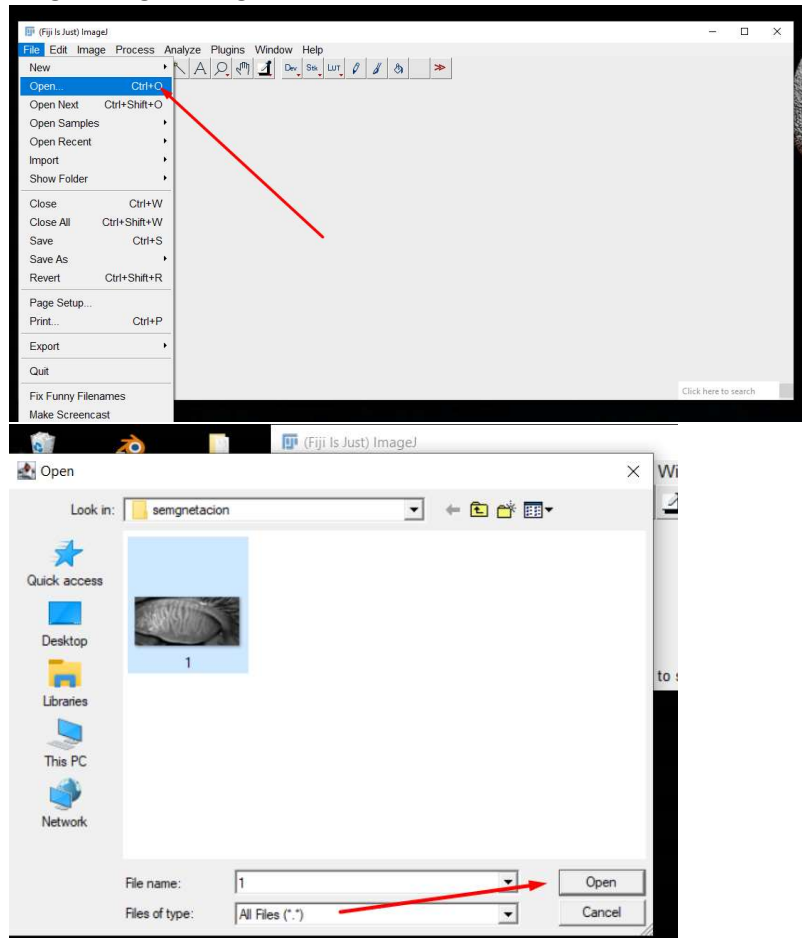 (Fiji Is Just) ImageJ
File Edit Image Process Analyze Plugins Window Help
New
Dev Stk LUT
Open... Ctrl+O
Open Next Ctrl+Shift+O
Open Samples
Open Recent
Import
Show Folder
Close Ctrl+W
Close All Ctrl+Shift+W
Save Ctrl+S
Save As
Revert Ctrl+Shift+R
Page Setup...
Print... Ctrl+P
Export
Quit
Fix Funny Filenames
Make Screencast
Click here to search
(Fiji Is Just) ImageJ
Open
Wi
Look in: semgnetacion
Quick access
Desktop
Libraries
This PC
Network
1
to s
File name: 1 Open
Files of type: All Files (*.*) Cancel